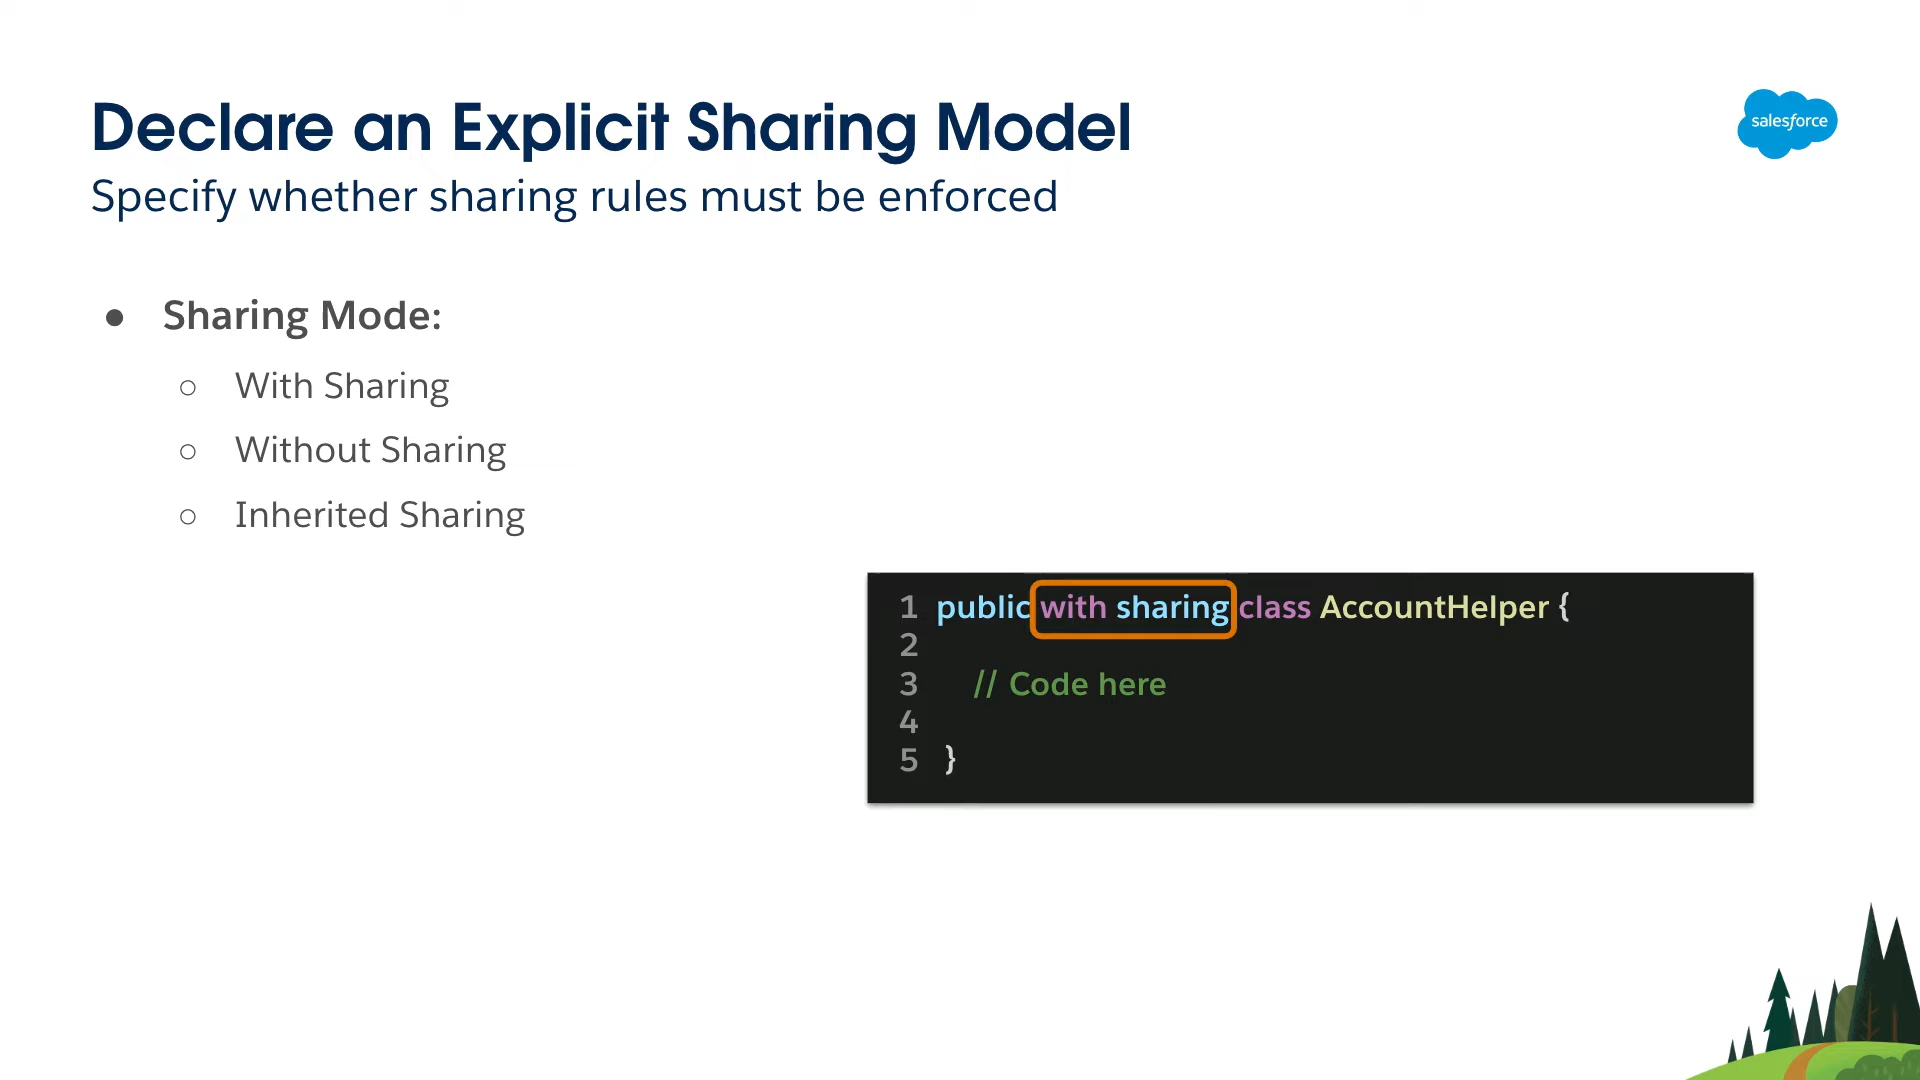 Declare an Explicit Sharing Model
salesforce
Specify whether sharing rules must be enforced
● Sharing Mode:
○ With Sharing
○ Without Sharing
○ Inherited Sharing
1 public with sharing class AccountHelper {
2
3 // Code here
4
5 }